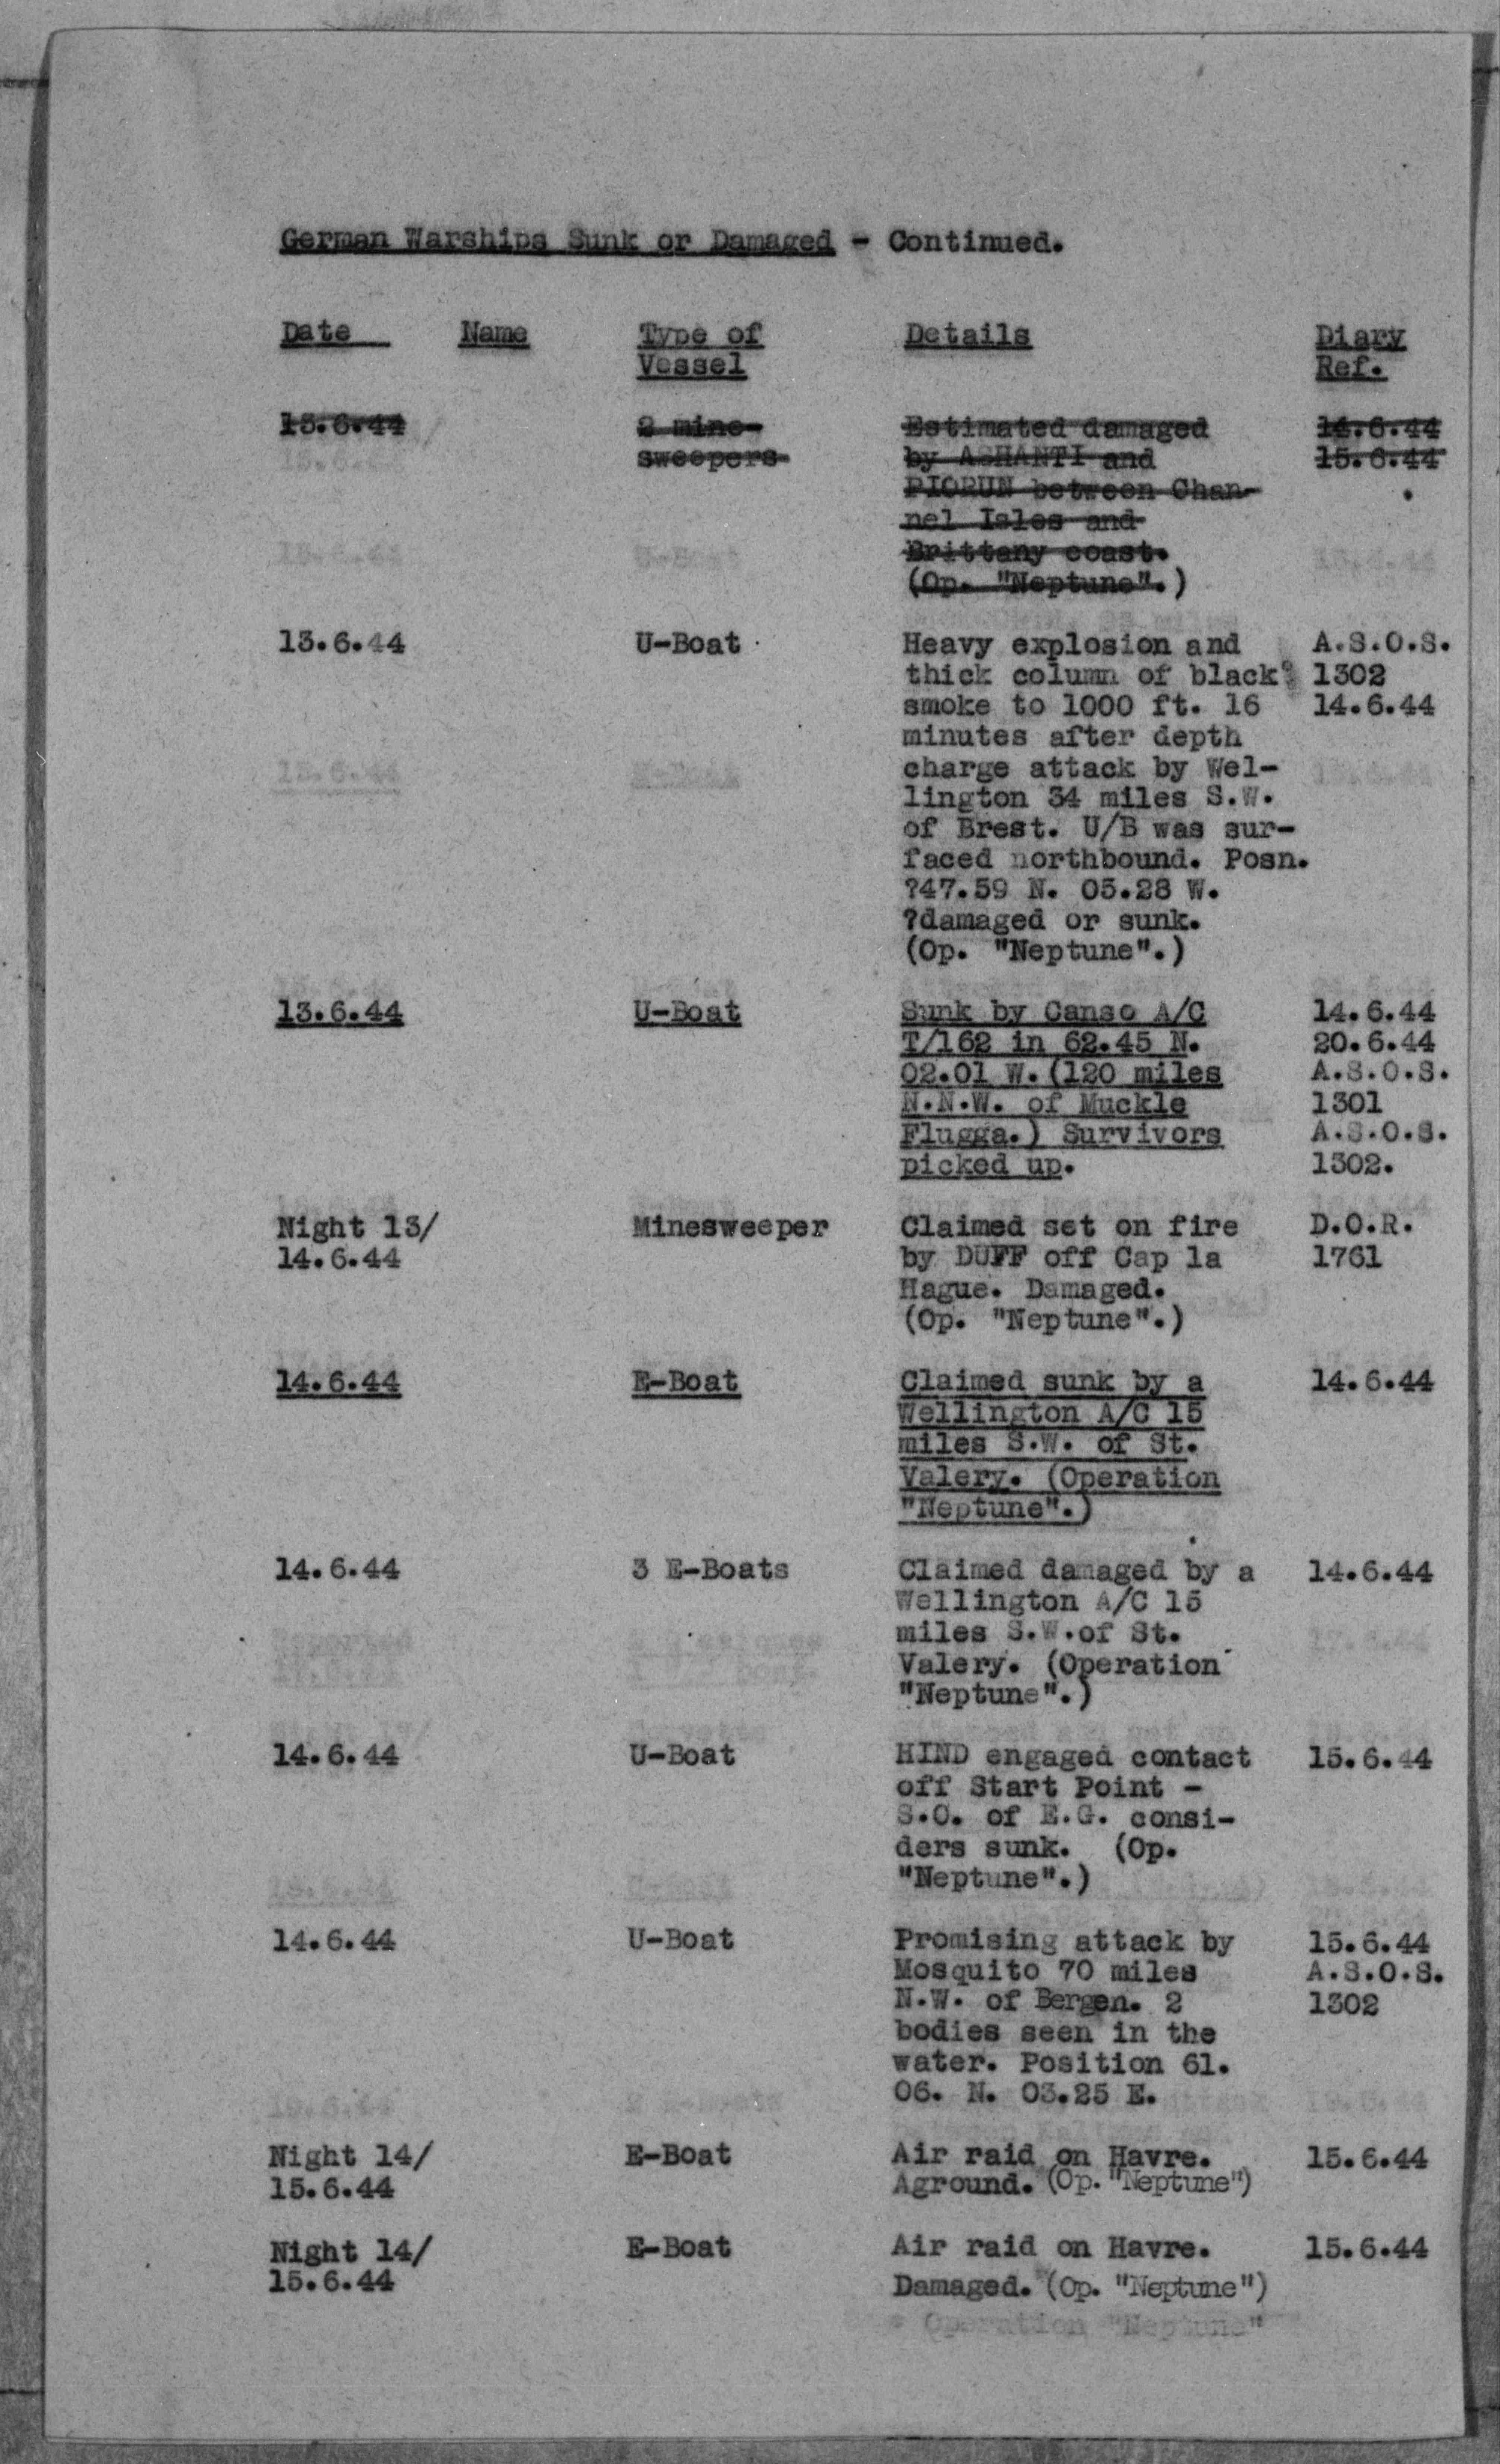 German Warships Sunk or Damaged - Continued.
Date Name Type of Details Diary
Vessel Ref.
13.6.44 2 mine- Estimated damaged 14.6.44
sweepers by ASHANTI and 15.6.44
PIORUN between Chan-
nel Isles and
Brittany coast.
(Op. "Neptune".)
13.6.44 U-Boat Heavy explosion and A.S.O.S.
thick column of black 1302
smoke to 1000 ft. 16 14.6.44
minutes after depth
charge attack by Wel-
lington 34 miles S.W.
of Brest. U/B was sur-
faced northbound. Posn.
?47.59 N. 05.28 W.
?damaged or sunk.
(Op. "Neptune".)
13.6.44 U-Boat Sunk by Canso A/C 14.6.44
T/162 in 62.45 N. 20.6.44
02.01 W. (120 miles A.S.O.S.
N.N.W. of Muckle 1301
Flugga.) Survivors A.S.O.S.
picked up. 1302.
Night 13/ Minesweeper Claimed set on fire D.O.R.
14.6.44 by DUFF off Cap la 1761
Hague. Damaged.
(Op. "Neptune".)
14.6.44 E-Boat Claimed sunk by a 14.6.44
Wellington A/C 15
miles S.W. of St.
Valery. (Operation
"Neptune".)
14.6.44 3 E-Boats Claimed damaged by a 14.6.44
Wellington A/C 15
miles S.W.of St.
Valery. (Operation
"Neptune".)
14.6.44 U-Boat HIND engaged contact 15.6.44
off Start Point -
S.O. of E.G. consi-
ders sunk. (Op.
"Neptune".)
14.6.44 U-Boat Promising attack by 15.6.44
Mosquito 70 miles A.S.O.S.
N.W. of Bergen. 2 1302
bodies seen in the
water. Position 61.
06. N. 03.25 E.
Night 14/ E-Boat Air raid on Havre. 15.6.44
15.6.44 Aground. (Op. "Neptune")
Night 14/ E-Boat Air raid on Havre. 15.6.44
15.6.44 Damaged. (Op. "Neptune")
Operation "Neptune"